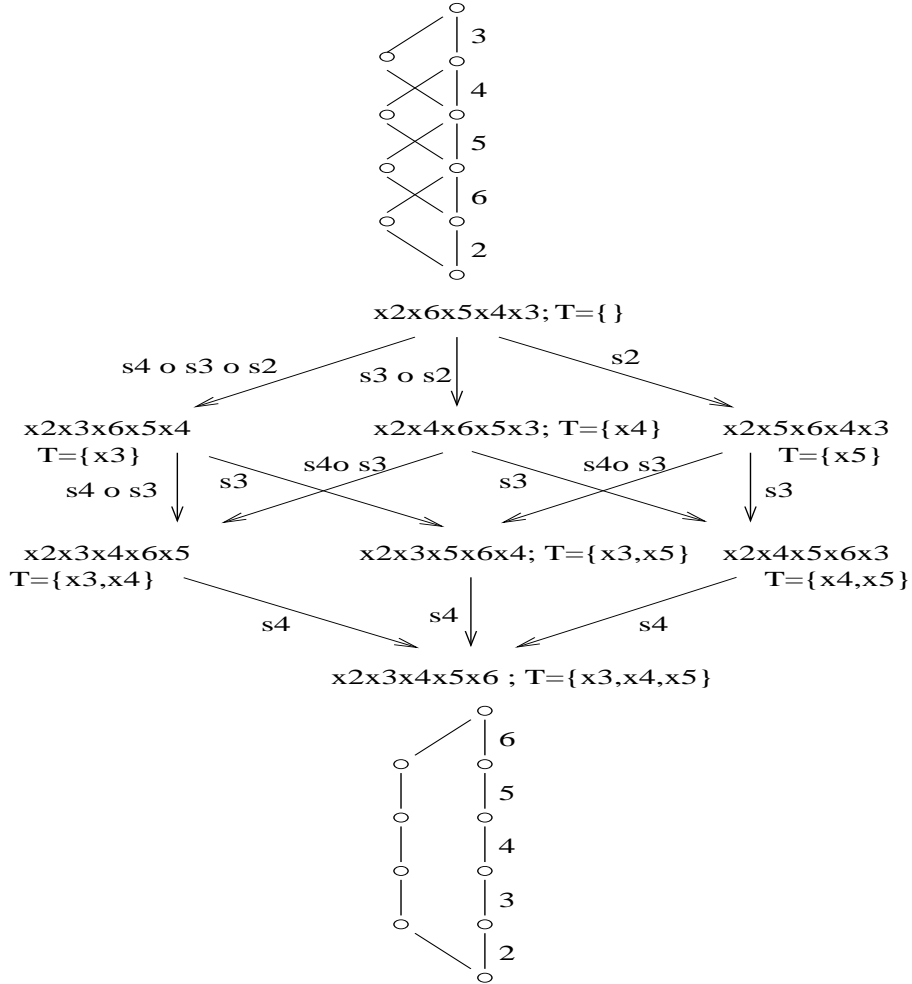 3
4
5
6
2
x2x6x5x4x3; T={ }
s4 o s3 o s2
s3 o s2
s2
x2x3x6x5x4
T={x3}
x2x4x6x5x3; T={x4}
x2x5x6x4x3
T={x5}
s4 o s3
s3
s4o s3
s3
s4o s3
s3
x2x3x4x6x5
T={x3,x4}
x2x3x5x6x4; T={x3,x5}
x2x4x5x6x3
T={x4,x5}
s4
s4
s4
x2x3x4x5x6 ; T={x3,x4,x5}
6
5
4
3
2